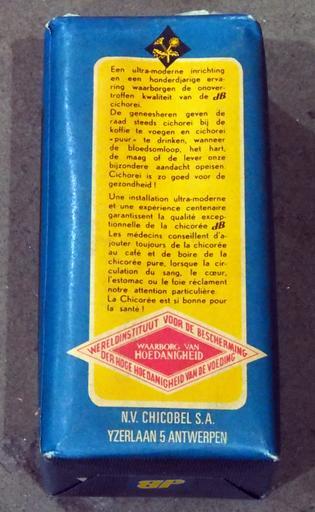 Een ultra-moderne inrichting
en een honderdjarige erva-
ring waarborgen de onover-
troffen kwaliteit van de dB
cichorei.
De geneesheren geven de
raad steeds cichorei bij de
koffie te voegen en cichorei
«puur» te drinken, wanneer
de bloedsomloop, het hart,
de maag of de lever onze
bijzondere aandacht opeisen.
Cichorei is zo goed voor de
gezondheid !
Une installation ultra-moderne
et une expérience centenaire
garantissent la qualité excep-
tionnelle de la chicorée dB
Les médecins conseillent d'a-
jouter toujours de la chicorée
au café et de boire de la
chicorée pure, lorsque la cir-
culation du sang, le cœur,
l'estomac ou le foie réclament
notre attention particulière.
La Chicorée est si bonne pour
la santé !
WERELDINSTITUUT VOOR DE BESCHERMING
WAARBORG VAN
HOEDANIGHEID
DER HOGE HOEDANIGHEID VAN DE VOEDING
N.V. CHICOBEL S.A.
YZERLAAN 5 ANTWERPEN
dB